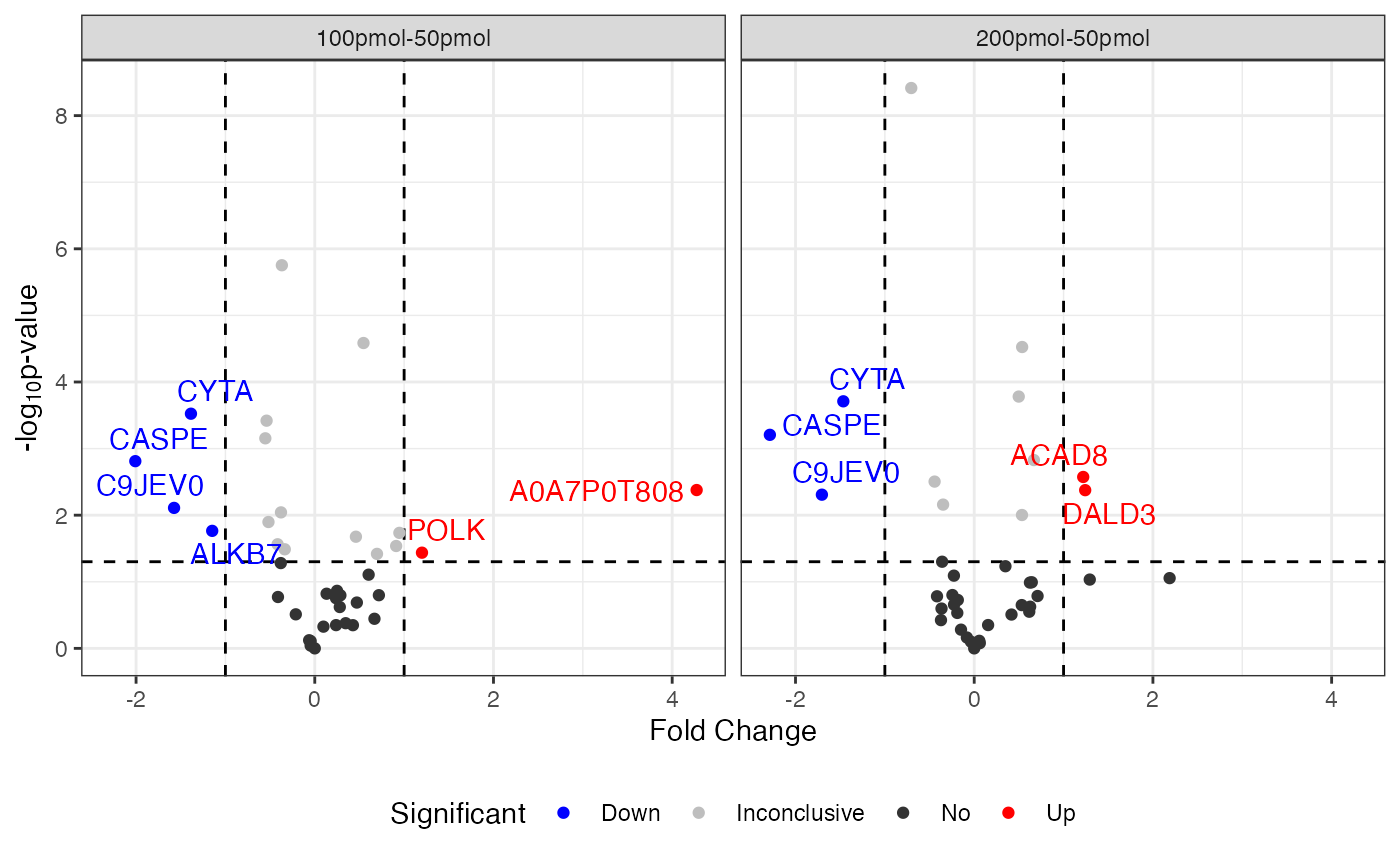 100pmol-50pmol
200pmol-50pmol
8
6
4
2
0
-log10p-value
CYTA
CASPE
C9JEV0
ALKB7
A0A7P0T808
POLK
CYTA
CASPE
C9JEV0
ACAD8
DALD3
-2 0 2 4
-2 0 2 4
Fold Change
Significant Down Inconclusive No Up